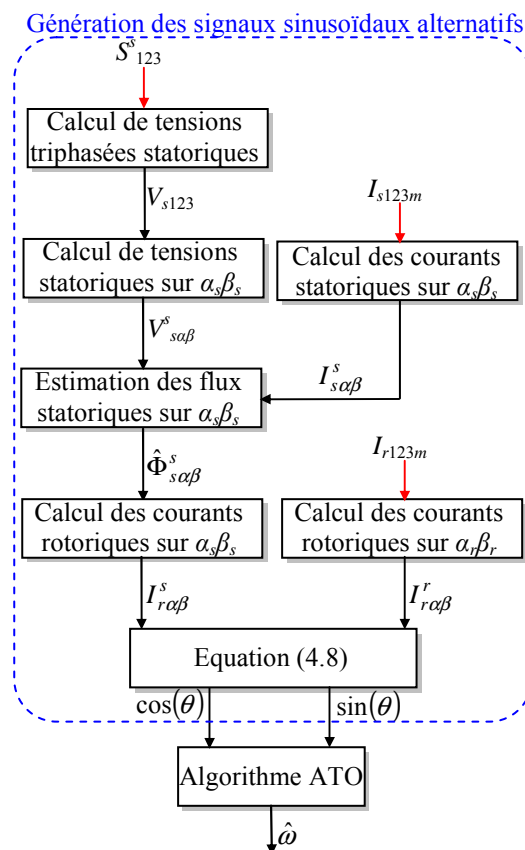 Génération des signaux sinusoïdaux alternatifs
S^s_123
Calcul de tensions
triphasées statoriques
V_s123
I_s123m
Calcul de tensions
statoriques sur α_sβ_s
Calcul des courants
statoriques sur α_sβ_s
V^s_sαβ
I^s_sαβ
Estimation des flux
statoriques sur α_sβ_s
Φ̂^s_sαβ
I_r123m
Calcul des courants
rotoriques sur α_sβ_s
Calcul des courants
rotoriques sur α_rβ_r
I^s_rαβ
I^r_rαβ
Equation (4.8)
cos(θ)
sin(θ)
Algorithme ATO
ω̂